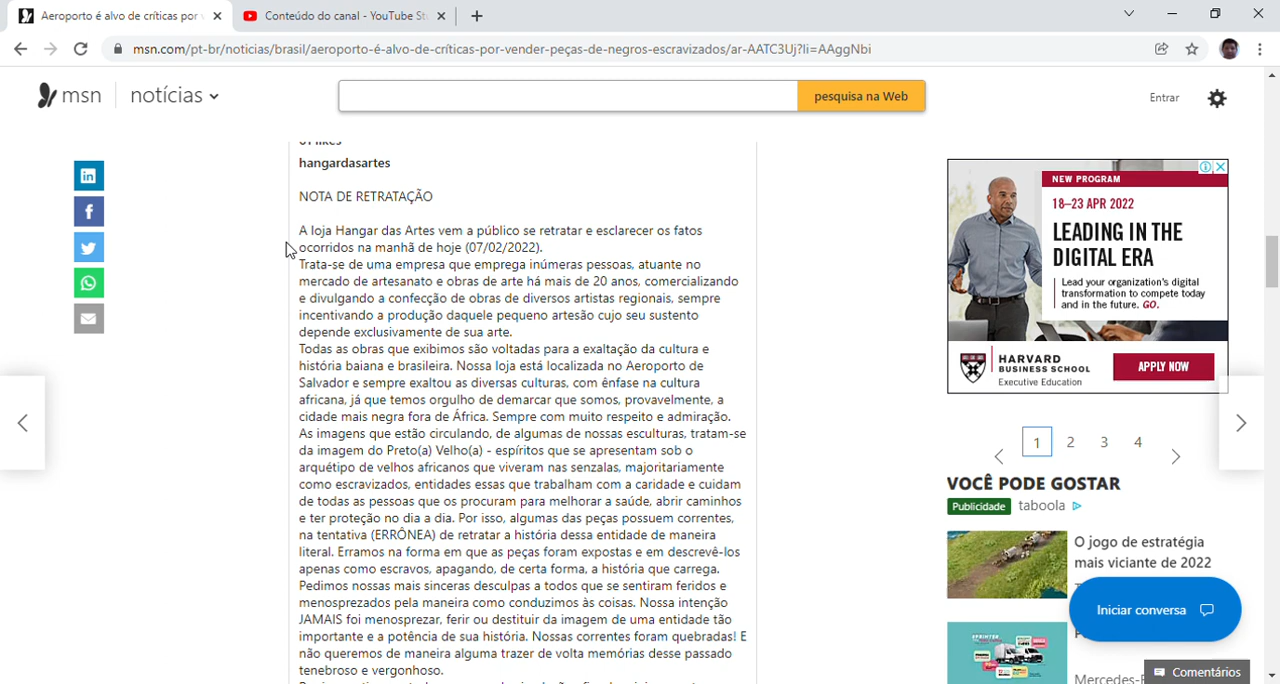 Aeroporto é alvo de críticas por v
Conteúdo do canal - YouTube St
msn.com/pt-br/noticias/brasil/aeroporto-é-alvo-de-críticas-por-vender-peças-de-negros-escravizados/ar-AATC3Uj?li=AAggNbi
msn
notícias
pesquisa na Web
Entrar
hangardasartes
NOTA DE RETRATAÇÃO
A loja Hangar das Artes vem a público se retratar e esclarecer os fatos
ocorridos na manhã de hoje (07/02/2022).
Trata-se de uma empresa que emprega inúmeras pessoas, atuante no
mercado de artesanato e obras de arte há mais de 20 anos, comercializando
e divulgando a confecção de obras de diversos artistas regionais, sempre
incentivando a produção daquele pequeno artesão cujo seu sustento
depende exclusivamente de sua arte.
Todas as obras que exibimos são voltadas para a exaltação da cultura e
história baiana e brasileira. Nossa loja está localizada no Aeroporto de
Salvador e sempre exaltou as diversas culturas, com ênfase na cultura
africana, já que temos orgulho de demarcar que somos, provavelmente, a
cidade mais negra fora de África. Sempre com muito respeito e admiração.
As imagens que estão circulando, de algumas de nossas esculturas, tratam-se
da imagem do Preto(a) Velho(a) - espíritos que se apresentam sob o
arquétipo de velhos africanos que viveram nas senzalas, majoritariamente
como escravizados, entidades essas que trabalham com a caridade e cuidam
de todas as pessoas que os procuram para melhorar a saúde, abrir caminhos
e ter proteção no dia a dia. Por isso, algumas das peças possuem correntes,
na tentativa (ERRÔNEA) de retratar a história dessa entidade de maneira
literal. Erramos na forma em que as peças foram expostas e em descrevê-los
apenas como escravos, apagando, de certa forma, a história que carrega.
Pedimos nossas mais sinceras desculpas a todos que se sentiram feridos e
menosprezados pela maneira como conduzimos às coisas. Nossa intenção
JAMAIS foi menosprezar, ferir ou destituir da imagem de uma entidade tão
importante e a potência de sua história. Nossas correntes foram quebradas! E
não queremos de maneira alguma trazer de volta memórias desse passado
tenebroso e vergonhoso.
NEW PROGRAM
18–23 APR 2022
LEADING IN THE
DIGITAL ERA
Lead your organization's digital
transformation to compete today
and in the future. GO.
HARVARD
BUSINESS SCHOOL
Executive Education
APPLY NOW
1 2 3 4
VOCÊ PODE GOSTAR
Publicidade taboola
O jogo de estratégia
mais viciante de 2022
Iniciar conversa
Comentários